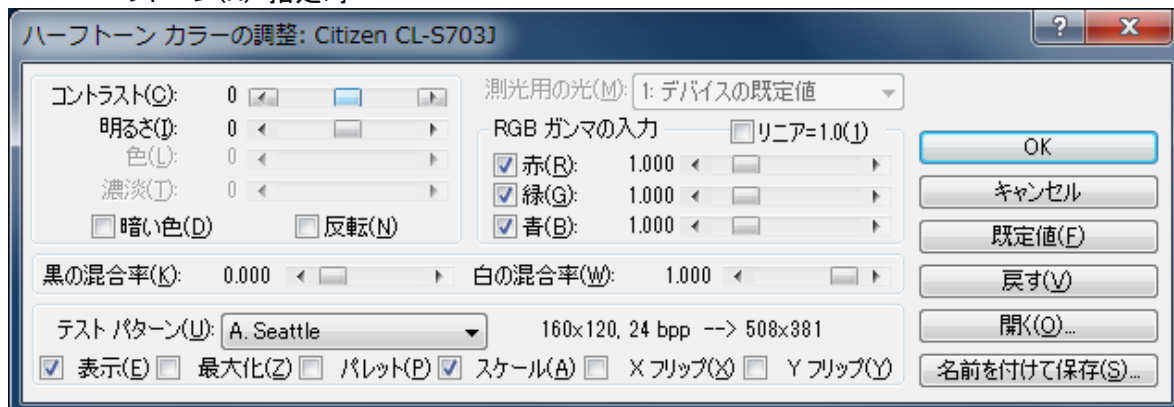 ハーフトーン カラーの調整: Citizen CL-S703J
コントラスト(C): 0
明るさ(I): 0
色(L): 0
濃淡(T): 0
暗い色(D) 反転(N)
測光用の光(M): 1: デバイスの既定値
RGB ガンマの入力 リニア=1.0(1)
赤(R): 1.000
緑(G): 1.000
青(B): 1.000
黒の混合率(K): 0.000 白の混合率(W): 1.000
テスト パターン(U): A. Seattle 160x120, 24 bpp --> 508x381
表示(E) 最大化(Z) パレット(P) スケール(A) X フリップ(X) Y フリップ(Y)
OK
キャンセル
既定値(F)
戻す(V)
開く(O)...
名前を付けて保存(S)...